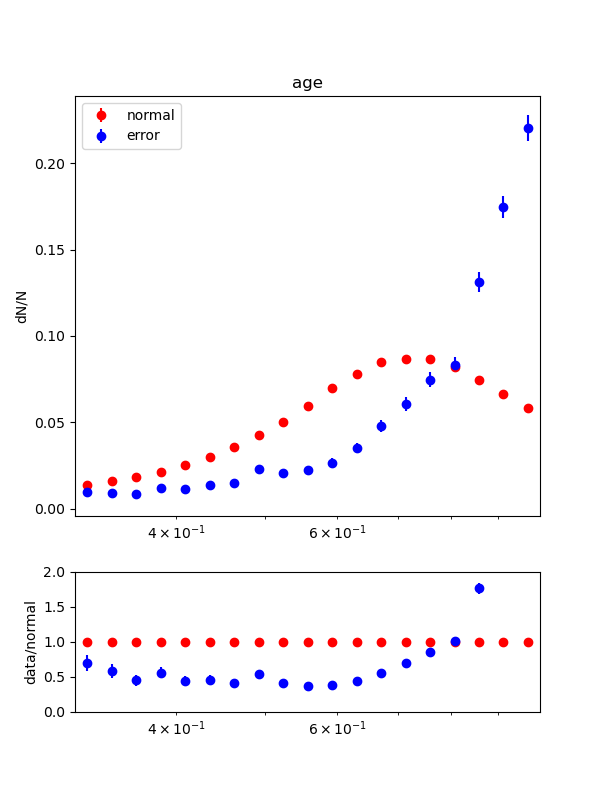 age
normal
error
dN/N
0.20
0.15
0.10
0.05
0.00
4 × 10⁻¹
6 × 10⁻¹
data/normal
2.0
1.5
1.0
0.5
0.0
4 × 10⁻¹
6 × 10⁻¹